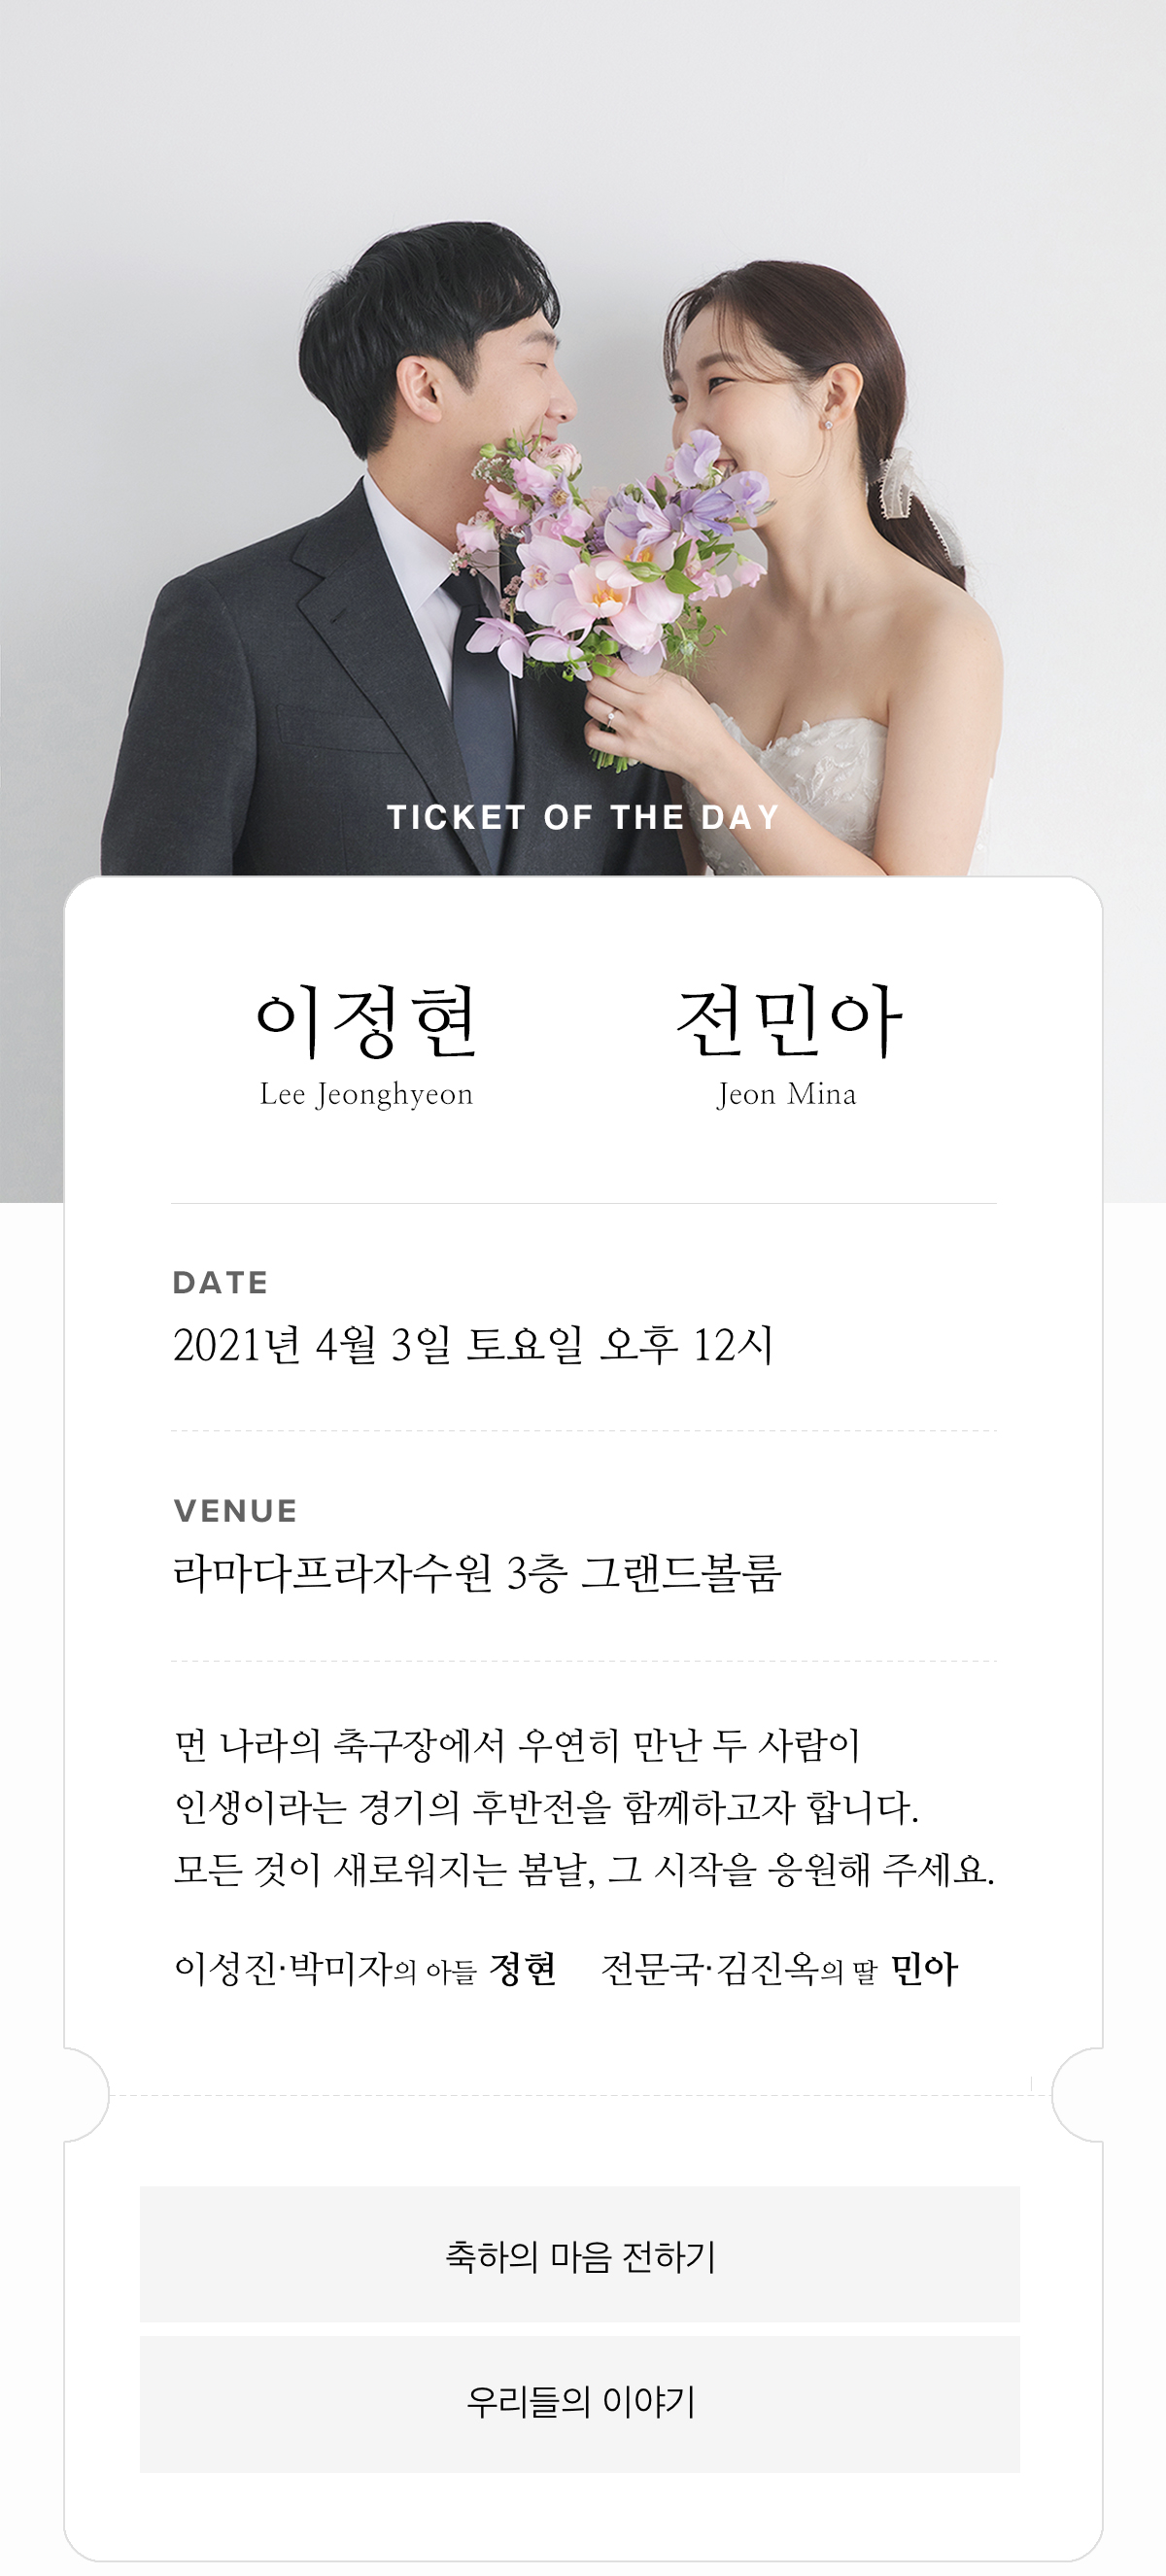 TICKET OF THE DAY
이정현 전민아
Lee Jeonghyeon Jeon Mina
DATE
2021년 4월 3일 토요일 오후 12시
VENUE
라마다프라자수원 3층 그랜드볼룸
먼 나라의 축구장에서 우연히 만난 두 사람이
인생이라는 경기의 후반전을 함께하고자 합니다.
모든 것이 새로워지는 봄날, 그 시작을 응원해 주세요.
이성진·박미자의 아들 정현 전문국·김진옥의 딸 민아
축하의 마음 전하기
우리들의 이야기